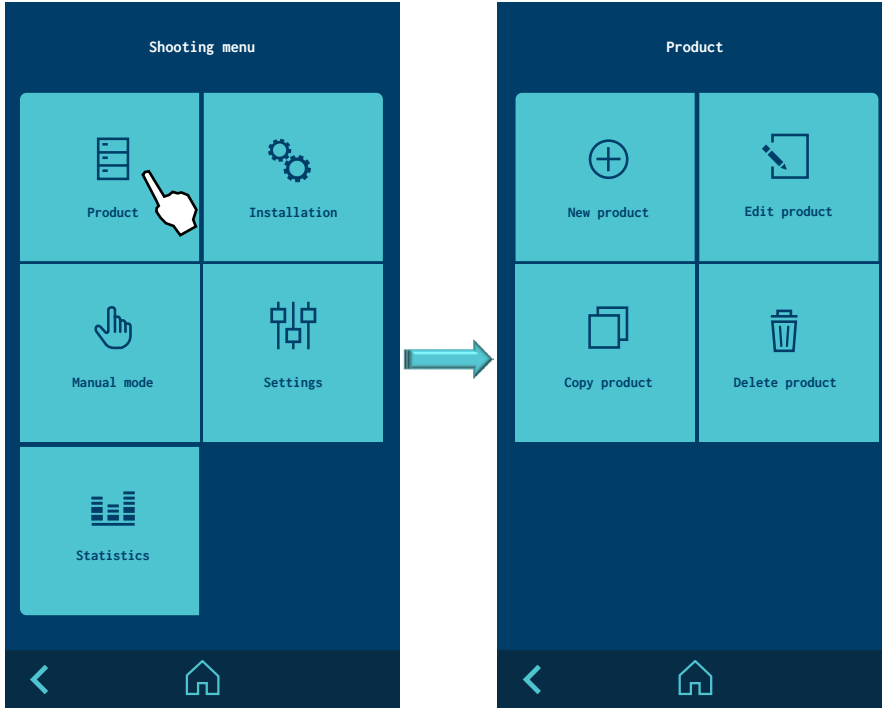 Shooting menu
Product
Installation
Manual mode
Settings
Statistics
Product
New product
Edit product
Copy product
Delete product